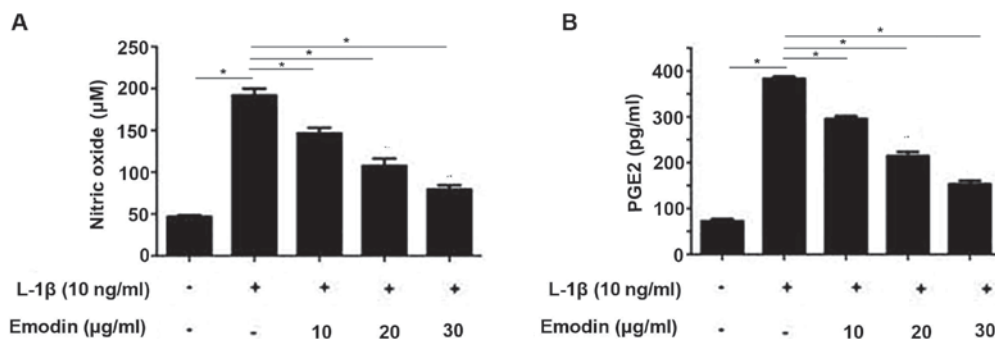 A
B
* * * *
* * * *
Nitric oxide (µM)
250
200
150
100
50
0
PGE2 (pg/ml)
400
300
200
100
0
L-1β (10 ng/ml) - + + + +
Emodin (µg/ml) - - 10 20 30
L-1β (10 ng/ml) - + + + +
Emodin (µg/ml) - - 10 20 30